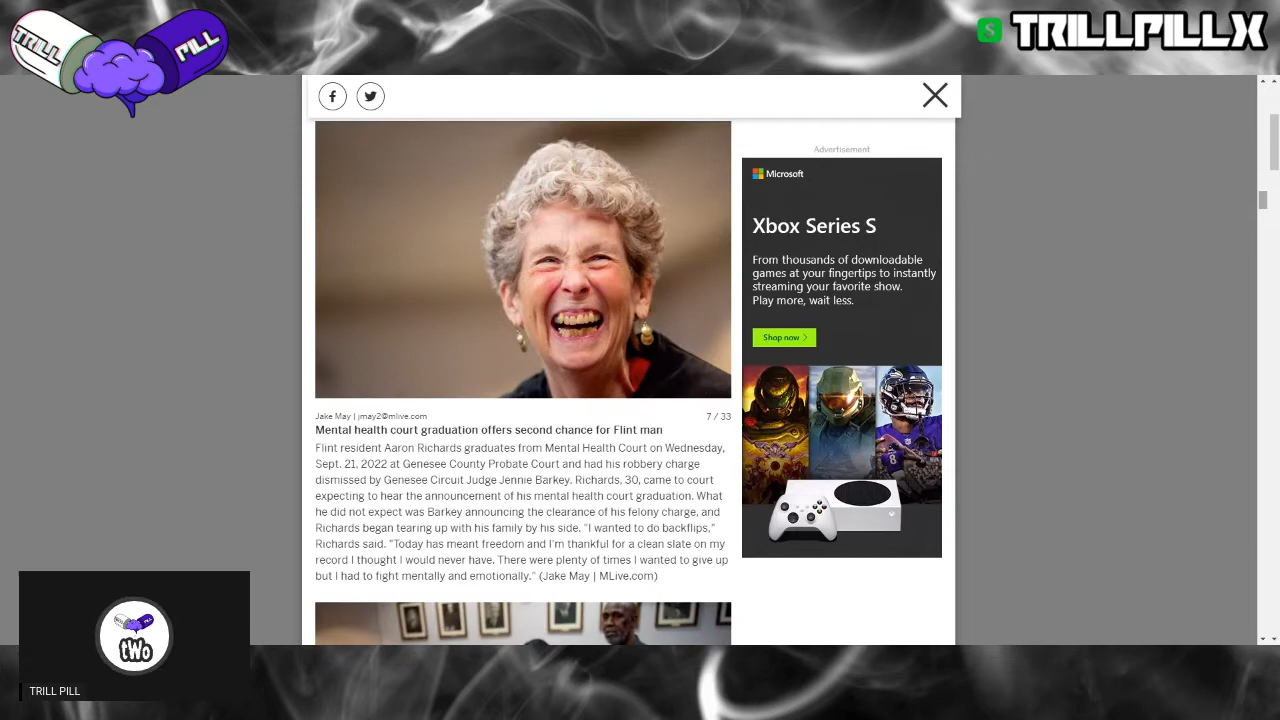 TRILL
PILL
$ TRILLPILLX
Advertisement
Microsoft
Xbox Series S
From thousands of downloadable
games at your fingertips to instantly
streaming your favorite show.
Play more, wait less.
Shop now >
8
Jake May | jmay2@mlive.com
7 / 33
Mental health court graduation offers second chance for Flint man
Flint resident Aaron Richards graduates from Mental Health Court on Wednesday,
Sept. 21, 2022 at Genesee County Probate Court and had his robbery charge
dismissed by Genesee Circuit Judge Jennie Barkey. Richards, 30, came to court
expecting to hear the announcement of his mental health court graduation. What
he did not expect was Barkey announcing the clearance of his felony charge, and
Richards began tearing up with his family by his side. "I wanted to do backflips,"
Richards said. "Today has meant freedom and I'm thankful for a clean slate on my
record I thought I would never have. There were plenty of times I wanted to give up
but I had to fight mentally and emotionally." (Jake May | MLive.com)
tWo
TRILL PILL